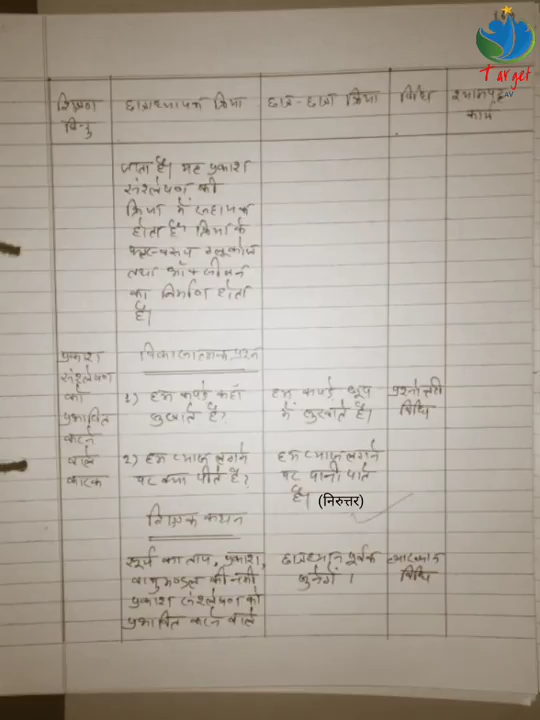 Target
AV
शिक्षण
बिन्दु
छात्राध्यापक क्रिया
छात्र-छात्रा क्रिया
विधि
श्यामपट्ट
कार्य
जाता है। यह प्रकाश
संश्लेषण की
क्रिया में सहायक
होता है। क्रिया के
फलस्वरूप ग्लूकोज
तथा ऑक्सीजन
का निर्माण होता
है।
प्रकाश
संश्लेषण
को
प्रभावित
करने
वाले
कारक
विकासात्मक प्रश्न
1) हम कपड़े कहाँ
सुखाते है?
हम कपड़े धूप
में सुखाते है।
प्रश्नोत्तरी
विधि
2) हम प्यास लगने
पर क्या पीते है?
हम प्यास लगने
पर पानी पीते
है।
(निरुत्तर)
शिक्षक कथन
सूर्य का ताप, प्रकाश,
वायुमण्डल की नमी
प्रकाश संश्लेषण को
प्रभावित करने वाले
छात्र ध्यान पूर्वक
सुनेगें ।
व्याख्यान
विधि